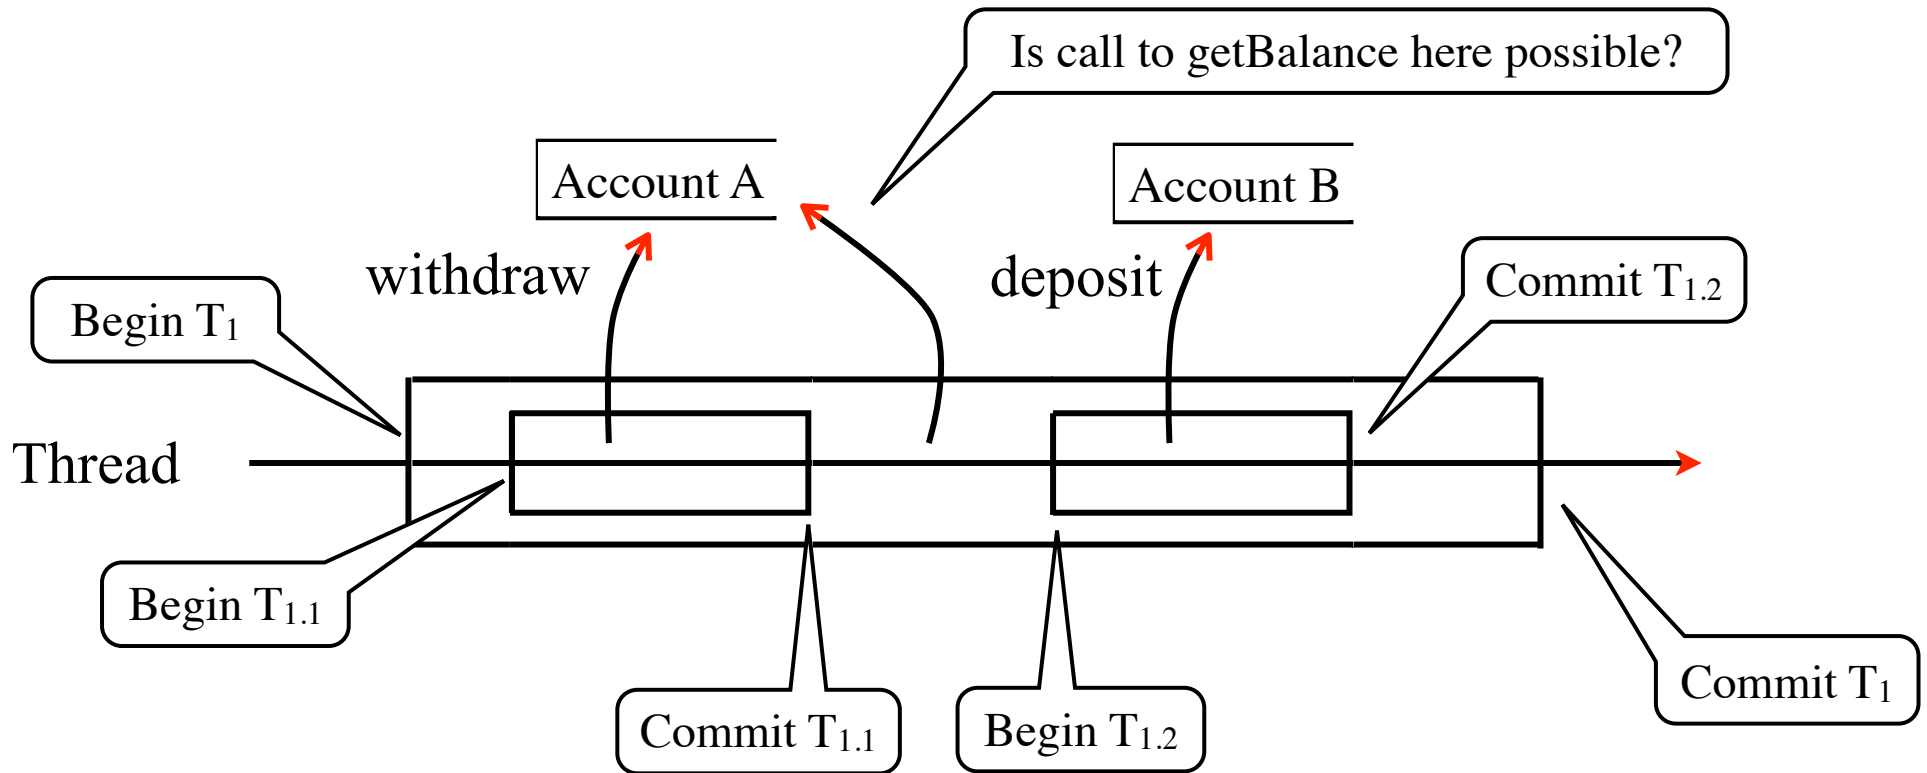 Is call to getBalance here possible?
Account A
Account B
withdraw
deposit
Commit T1.2
Begin T1
Thread
Begin T1.1
Commit T1.1
Begin T1.2
Commit T1